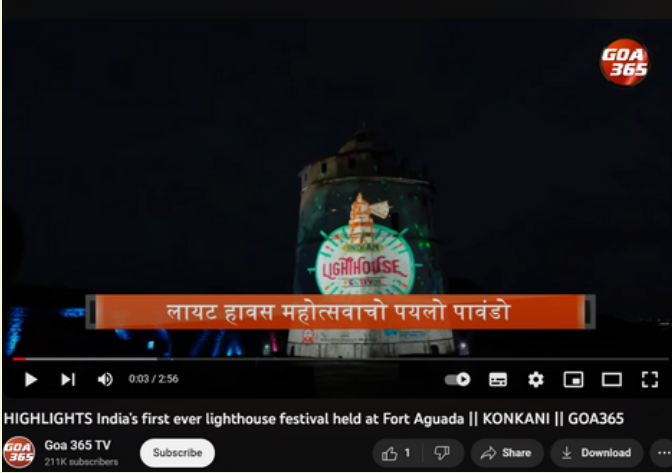 GOA
365
INDIAN
LIGHTHOUSE
लायट हावस महोत्सवाचो पयलो पावंडो
0:03 / 2:56
HIGHLIGHTS India's first ever lighthouse festival held at Fort Aguada || KONKANI || GOA365
GOA
365
Goa 365 TV
211K subscribers
Subscribe
1
Share
Download